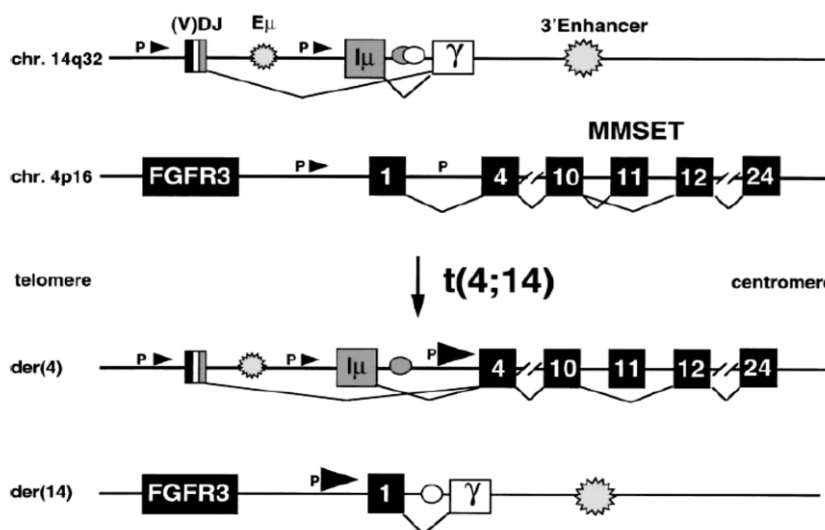 (V)DJ Eμ 3'Enhancer
P P
chr. 14q32 Iμ γ
MMSET
P P
chr. 4p16 FGFR3 1 4 10 11 12 24
telomere t(4;14) centromere
P P P
der(4) Iμ 4 10 11 12 24
P
der(14) FGFR3 1 γ